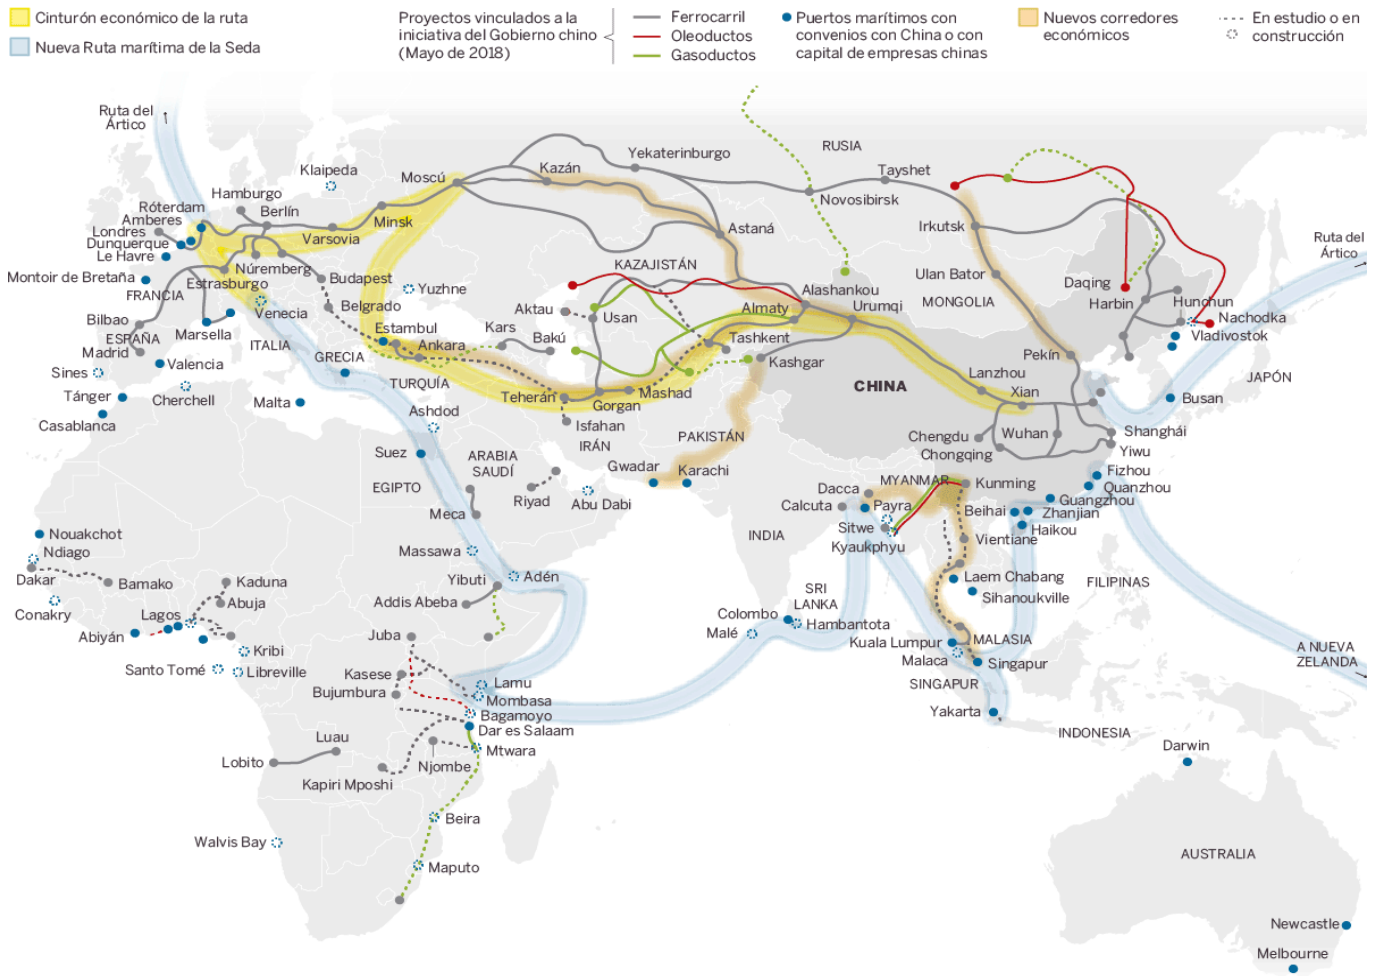 Cinturón económico de la ruta
Nueva Ruta marítima de la Seda
Proyectos vinculados a la
iniciativa del Gobierno chino
(Mayo de 2018)
Ferrocarril
Oleoductos
Gasoductos
Puertos marítimos con
convenios con China o con
capital de empresas chinas
Nuevos corredores
económicos
En estudio o en
construcción
Ruta del
Ártico
Klaipeda
Moscú
Kazán
Yekaterinburgo
RUSIA
Tayshet
Novosibirsk
Hamburgo
Róterdam
Berlín
Amberes
Londres
Dunquerque
Le Havre
Varsovia
Minsk
Astaná
Irkutsk
Ruta del
Ártico
Montoir de Bretaña
Núremberg
Estrasburgo
FRANCIA
Budapest
Yuzhne
KAZAJISTÁN
Alashankou
Ulan Bator
MONGOLIA
Daqing
Harbin
Hunchun
Nachodka
Vladivostok
Belgrado
Venecia
Aktau
Usan
Almaty
Urumqi
Bilbao
ESPAÑA
Madrid
Marsella
ITALIA
Estambul
Ankara
Kars
Bakú
Tashkent
Kashgar
Pekín
Valencia
GRECIA
TURQUÍA
Sines
Cherchell
Tánger
Malta
Casablanca
Teherán
Gorgan
Mashad
CHINA
Lanzhou
Xian
JAPÓN
Busan
Ashdod
Isfahan
IRÁN
PAKISTÁN
Chengdu
Wuhan
Chongqing
Shanghái
Yiwu
Suez
ARABIA
SAUDÍ
Gwadar
Karachi
EGIPTO
Riyad
Abu Dabi
Meca
Dacca
Calcuta
MYANMAR
Payra
Kunming
Fizhou
Quanzhou
Guangzhou
Beihai
Zhanjian
Haikou
Nouakchot
Ndiago
Dakar
Bamako
Kaduna
Abuja
Conakry
Lagos
Abiyán
Massawa
Yibuti
Adén
Addis Abeba
INDIA
Sitwe
Kyaukphyu
Vientiane
Laem Chabang
Sihanoukville
FILIPINAS
SRI
LANKA
Colombo
Hambantota
Malé
Kribi
Santo Tomé
Libreville
Juba
Kasese
Bujumbura
Lamu
Mombasa
Bagamoyo
Dar es Salaam
Mtwara
Kuala Lumpur
MALASIA
Malaca
Singapur
SINGAPUR
Yakarta
INDONESIA
A NUEVA
ZELANDA
Luau
Lobito
Kapiri Mposhi
Njombe
Darwin
Walvis Bay
Beira
Maputo
AUSTRALIA
Newcastle
Melbourne